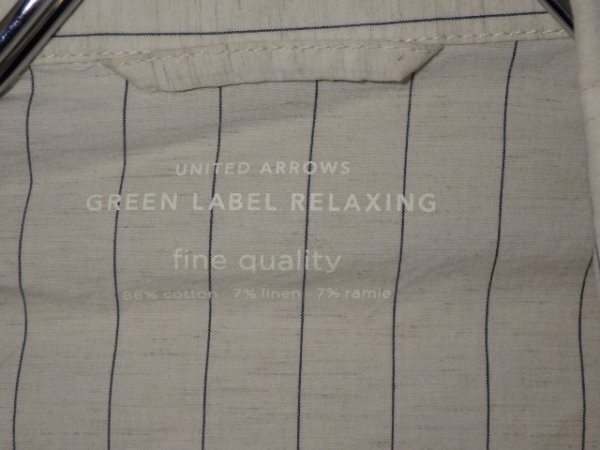 UNITED ARROWS
GREEN LABEL RELAXING
fine quality
86% cotton 7% linen 7% ramie